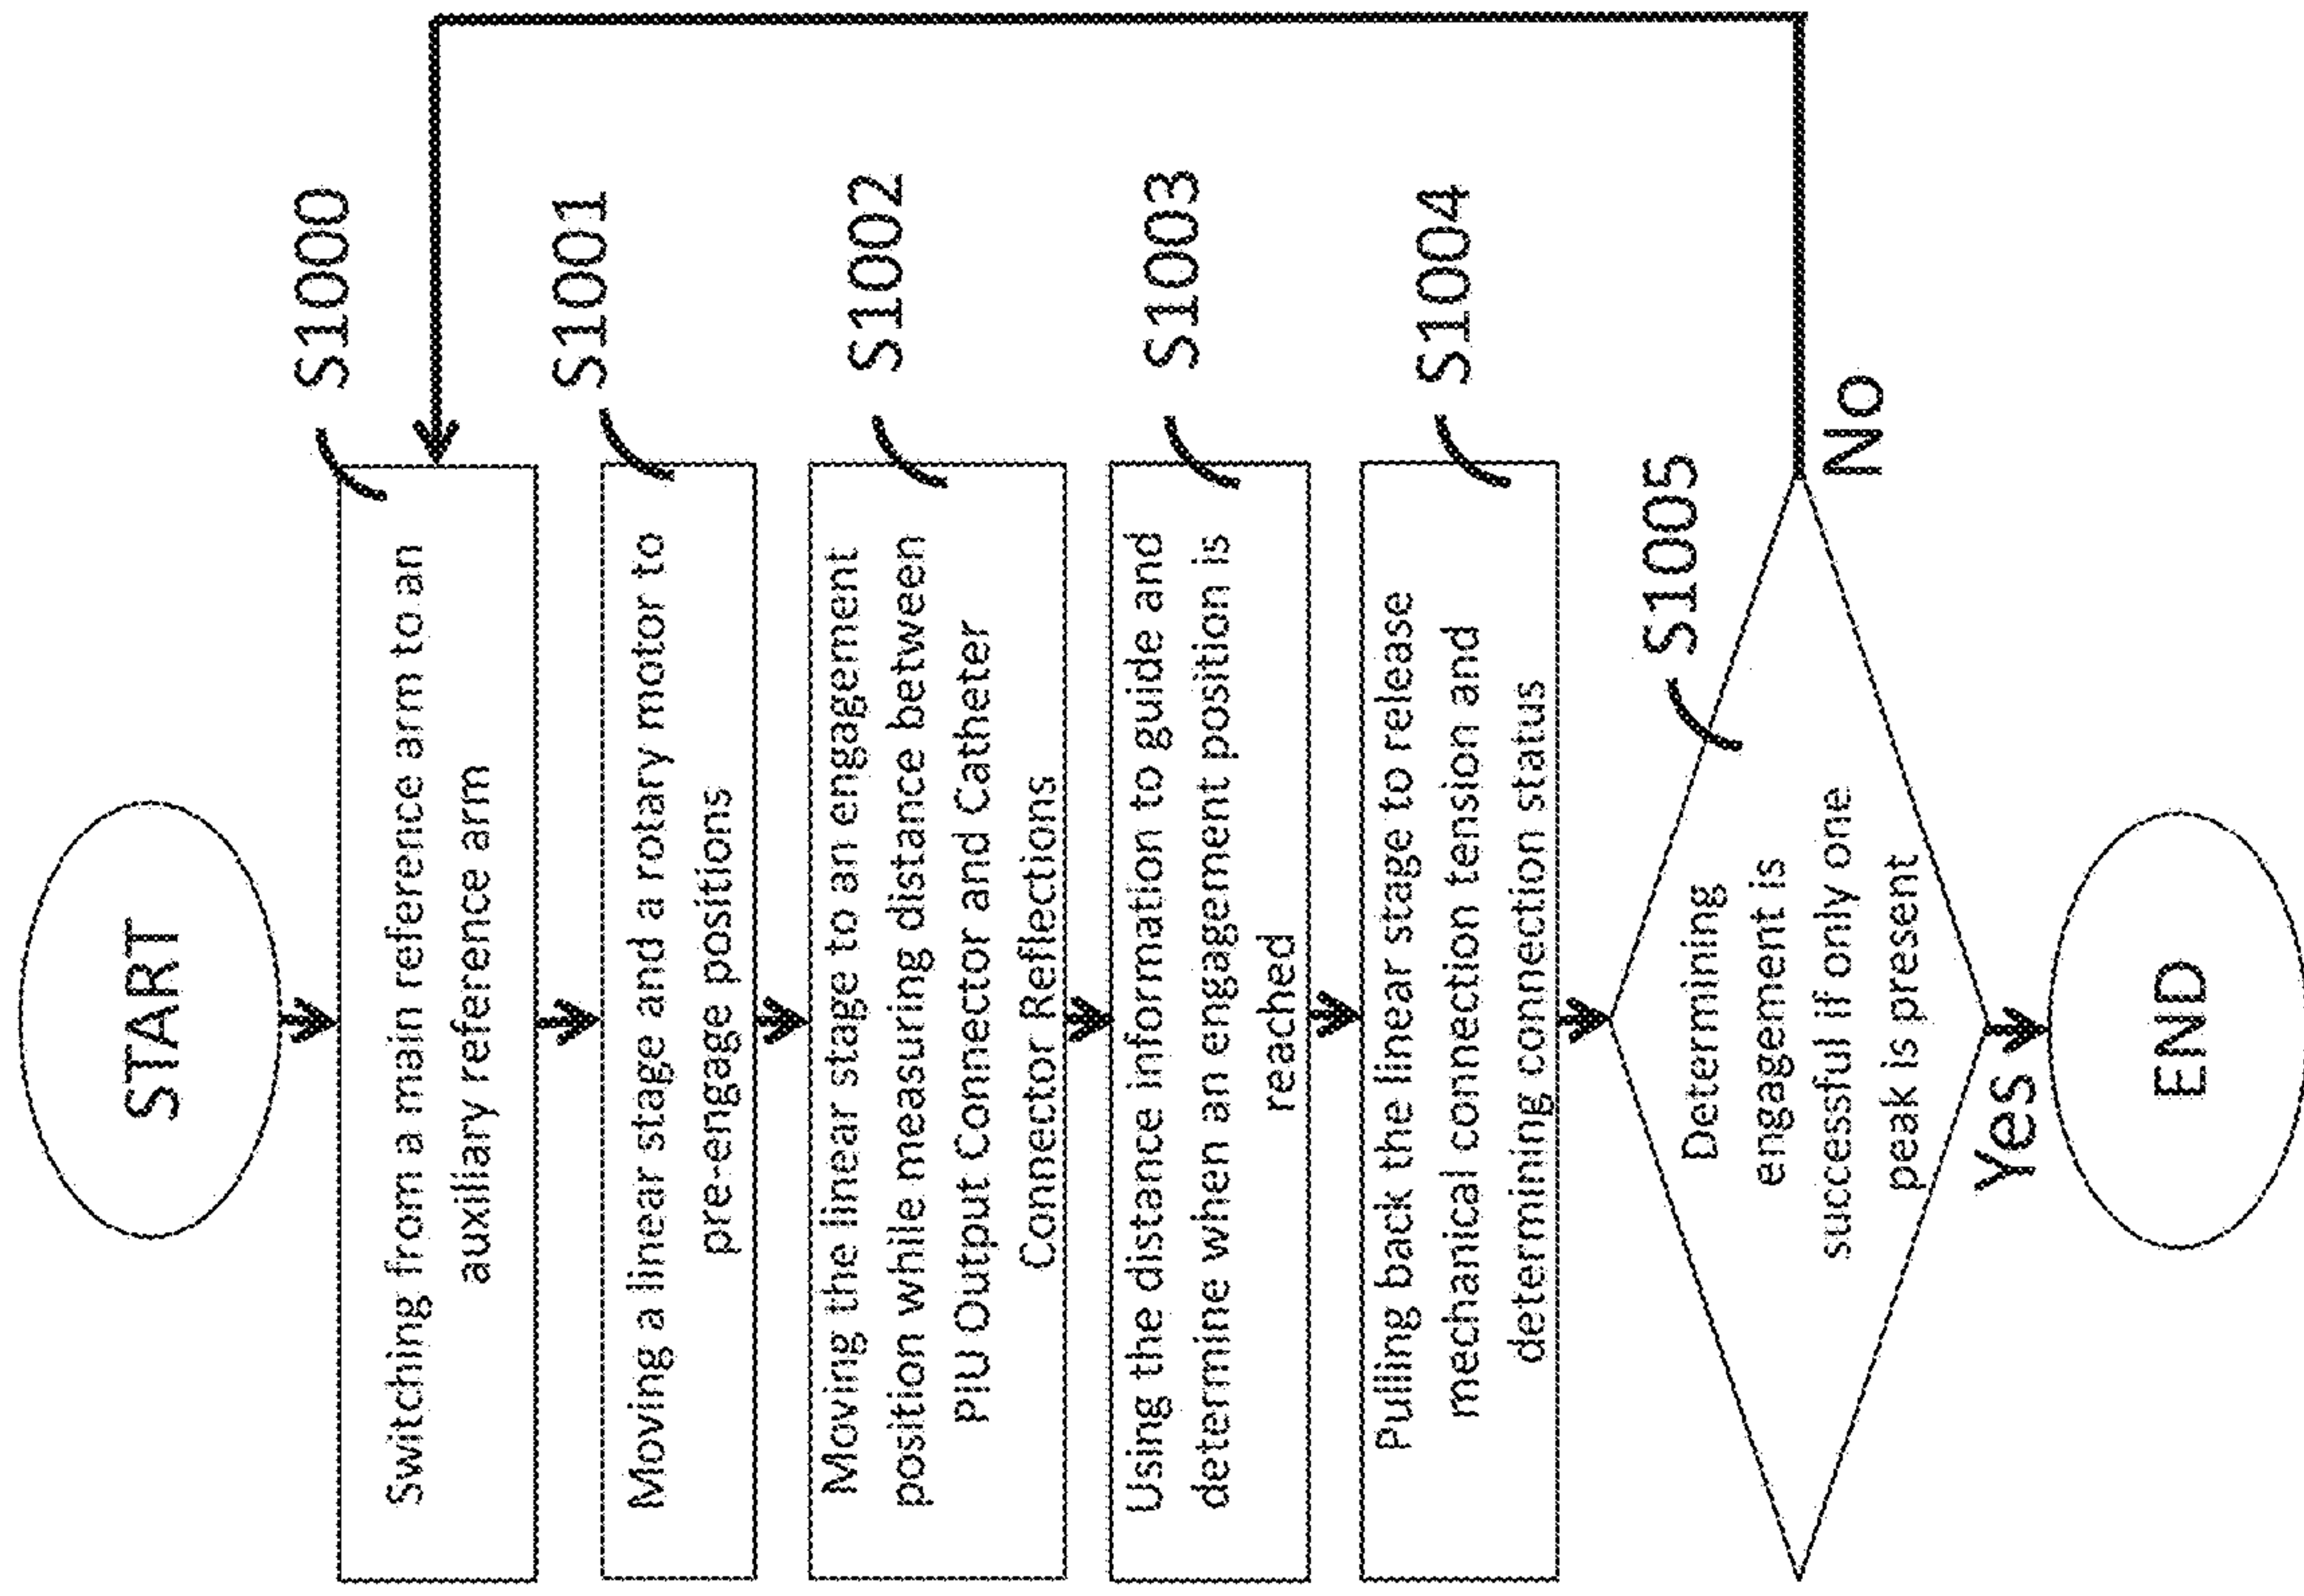 START
S1000
Switching from a main reference arm to an
auxiliary reference arm
S1001
Moving a linear stage and a rotary motor to
pre-engage positions
S1002
Moving the linear stage to an engagement
position while measuring distance between
PIU Output Connector and Catheter
Connector Reflections
S1003
Using the distance information to guide and
determine when an engagement position is
reached
S1004
Pulling back the linear stage to release
mechanical connection tension and
determining connection status
S1005
Determining
engagement is
successful if only one
peak is present
No
Yes
END